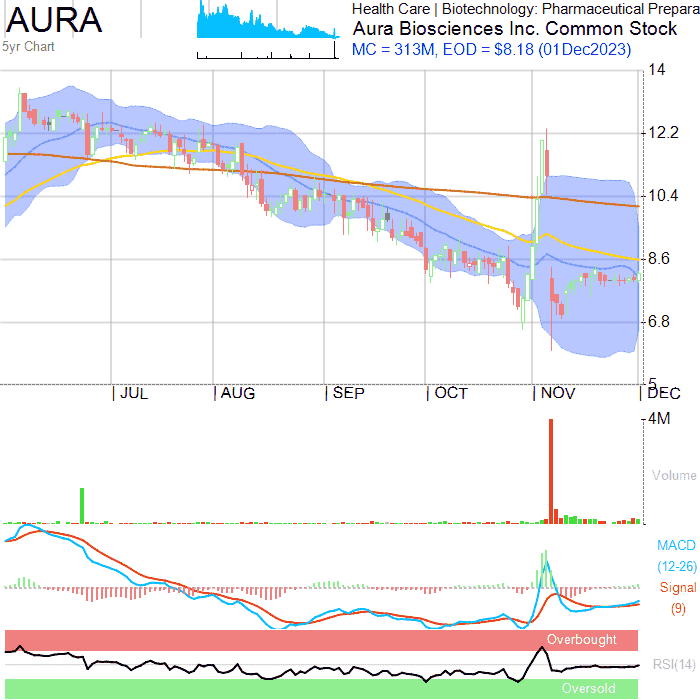 AURA
5yr Chart
Health Care | Biotechnology: Pharmaceutical Prepara
Aura Biosciences Inc. Common Stock
MC = 313M, EOD = $8.18 (01Dec2023)
14
12.2
10.4
8.6
6.8
5
JUL
AUG
SEP
OCT
NOV
DEC
4M
Volume
MACD
(12-26)
Signal
(9)
Overbought
RSI(14)
Oversold